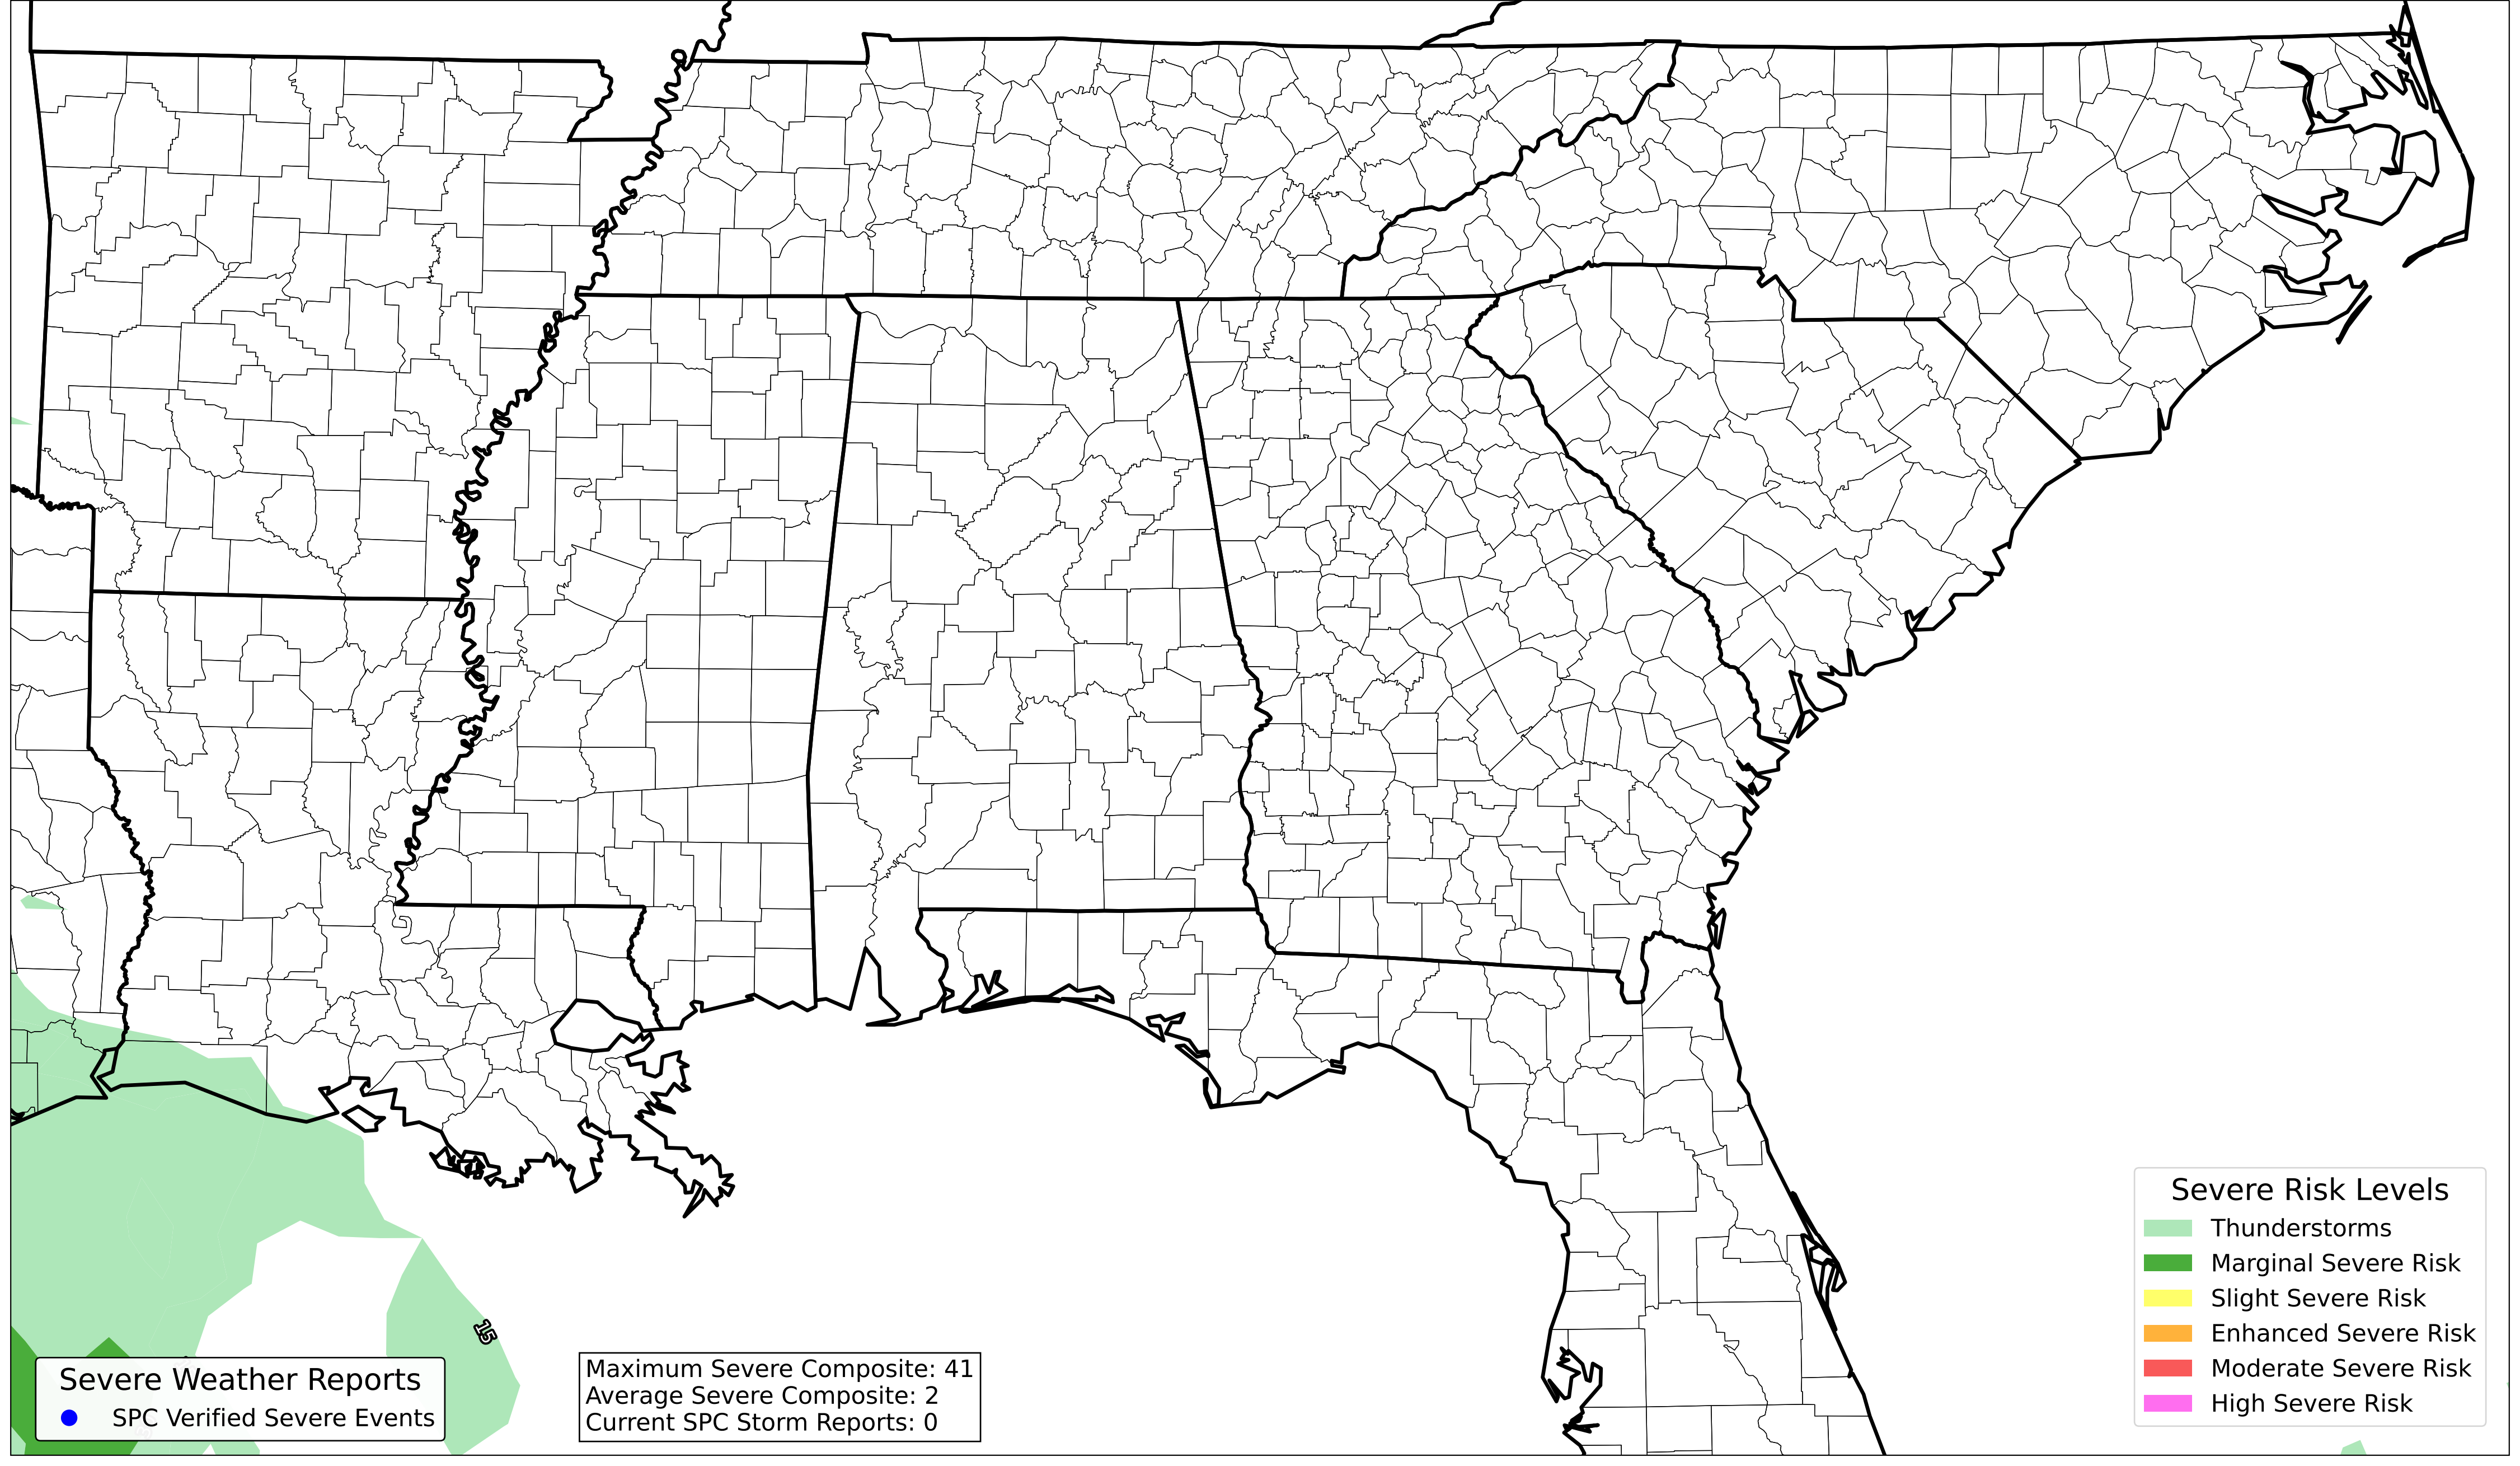 15
Severe Weather Reports
SPC Verified Severe Events
Maximum Severe Composite: 41
Average Severe Composite: 2
Current SPC Storm Reports: 0
Severe Risk Levels
Thunderstorms
Marginal Severe Risk
Slight Severe Risk
Enhanced Severe Risk
Moderate Severe Risk
High Severe Risk